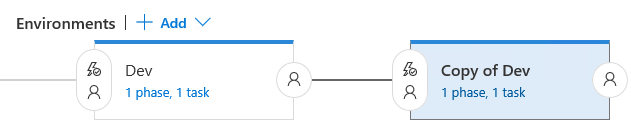 Environments | + Add
Dev
1 phase, 1 task
Copy of Dev
1 phase, 1 task